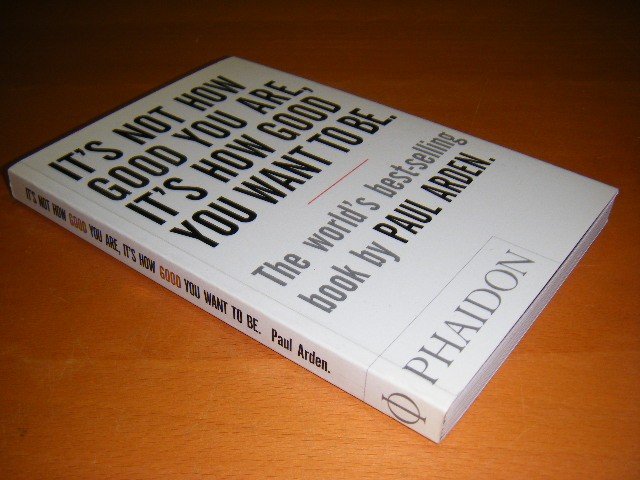 IT'S NOT HOW
GOOD YOU ARE,
IT'S HOW GOOD
YOU WANT TO BE.
The world's best-selling
book by PAUL ARDEN.
PHAIDON
IT'S NOT HOW GOOD YOU ARE, IT'S HOW GOOD YOU WANT TO BE. Paul Arden.